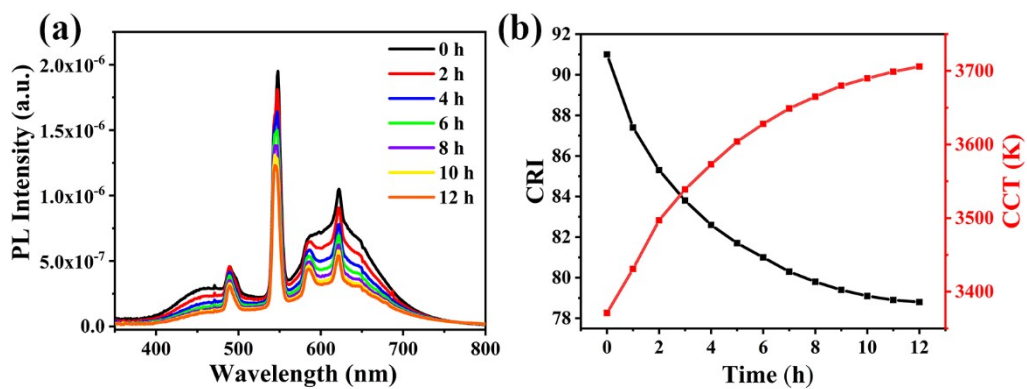 (a)
PL Intensity (a.u.)
2.0x10-6
1.5x10-6
1.0x10-6
5.0x10-7
0.0
400
500
600
700
800
Wavelength (nm)
0 h
2 h
4 h
6 h
8 h
10 h
12 h
(b)
CRI
92
90
88
86
84
82
80
78
0
2
4
6
8
10
12
Time (h)
3700
3600
3500
3400
CCT (K)